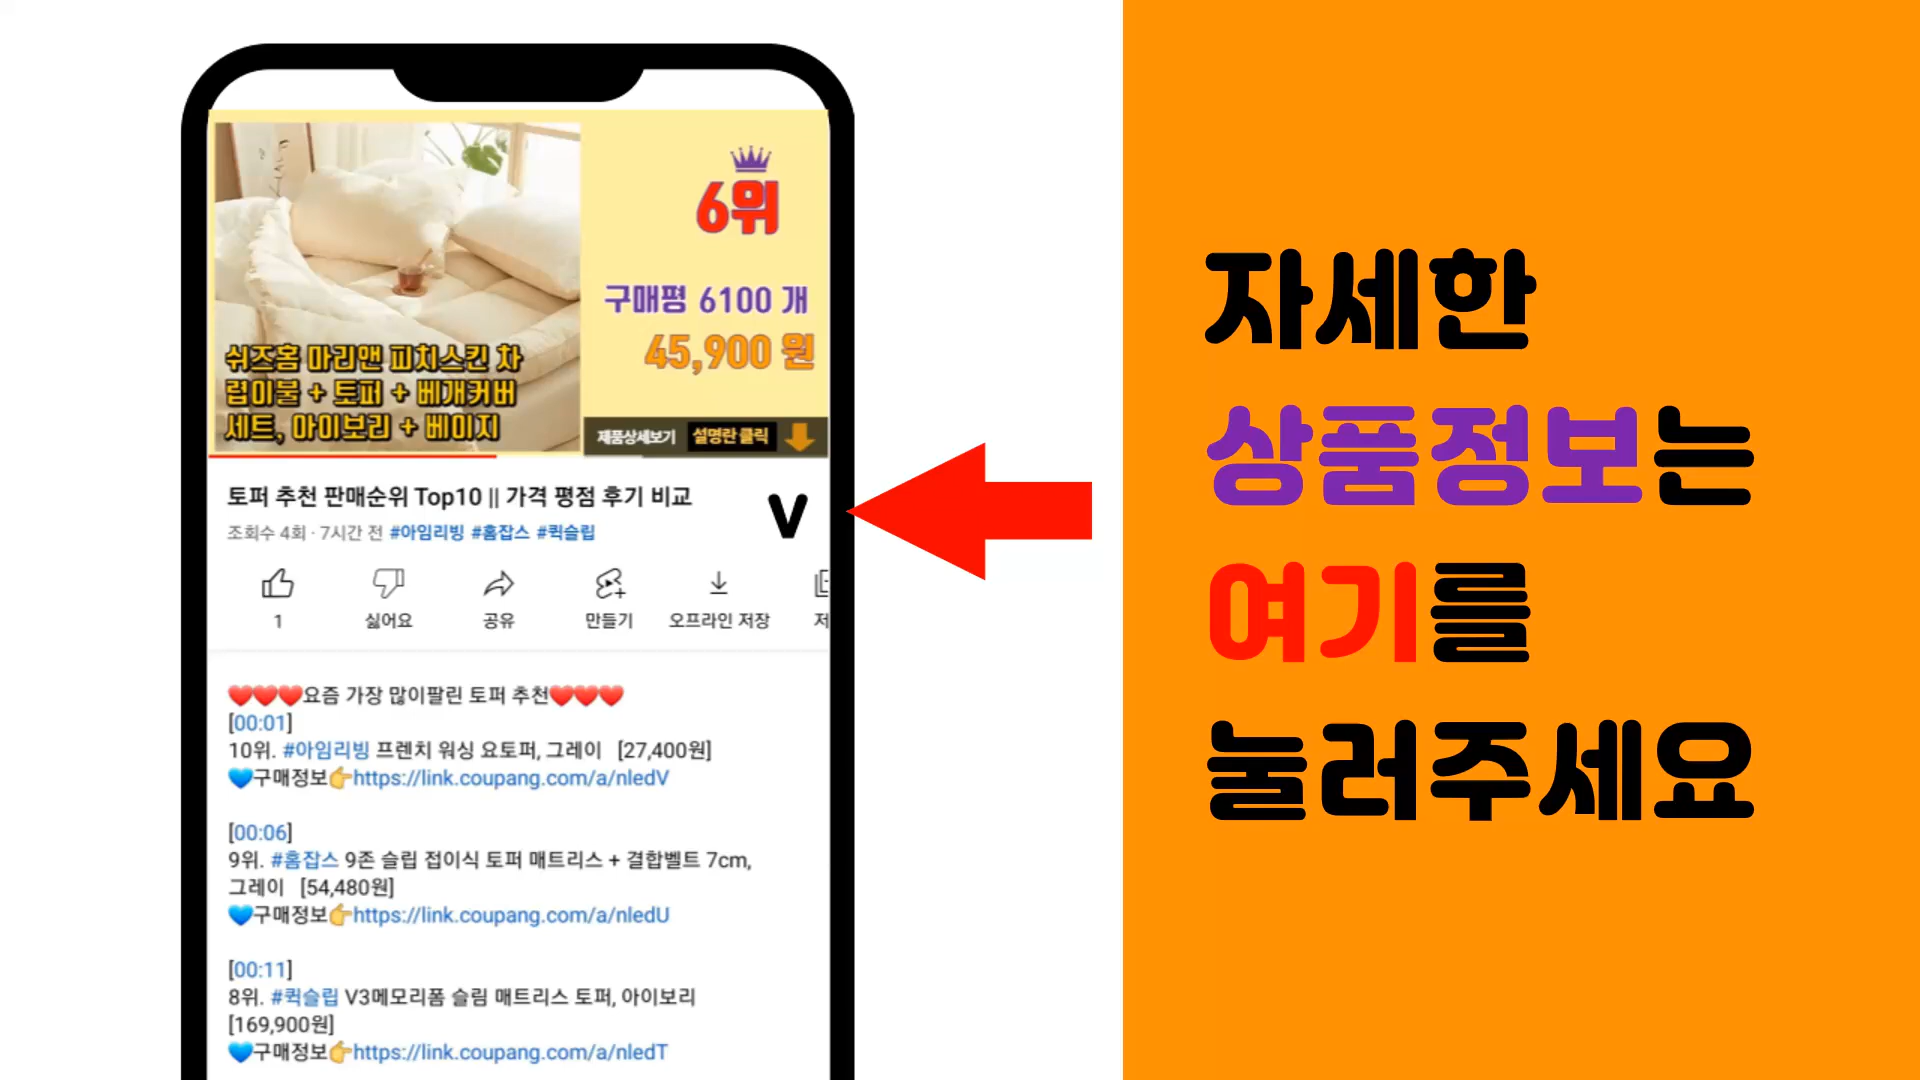 6위
구매평 6100 개
45,900 원
쉬즈홈 마리앤 피치스킨 차
렵이불 + 토퍼 + 베개커버
세트, 아이보리 + 베이지
제품상세보기 설명란 클릭
토퍼 추천 판매순위 Top10 || 가격 평점 후기 비교
V
조회수 4회 · 7시간 전 #아임리빙 #홈잡스 #퀵슬립
1 싫어요 공유 만들기 오프라인 저장 저
❤️❤️❤️요즘 가장 많이팔린 토퍼 추천❤️❤️❤️
[00:01]
10위. #아임리빙 프렌치 워싱 요토퍼, 그레이 [27,400원]
💙구매정보👉https://link.coupang.com/a/nledV
[00:06]
9위. #홈잡스 9존 슬립 접이식 토퍼 매트리스 + 결합벨트 7cm,
그레이 [54,480원]
💙구매정보👉https://link.coupang.com/a/nledU
[00:11]
8위. #퀵슬립 V3메모리폼 슬림 매트리스 토퍼, 아이보리
[169,900원]
💙구매정보👉https://link.coupang.com/a/nledT
자세한
상품정보는
여기를
눌러주세요